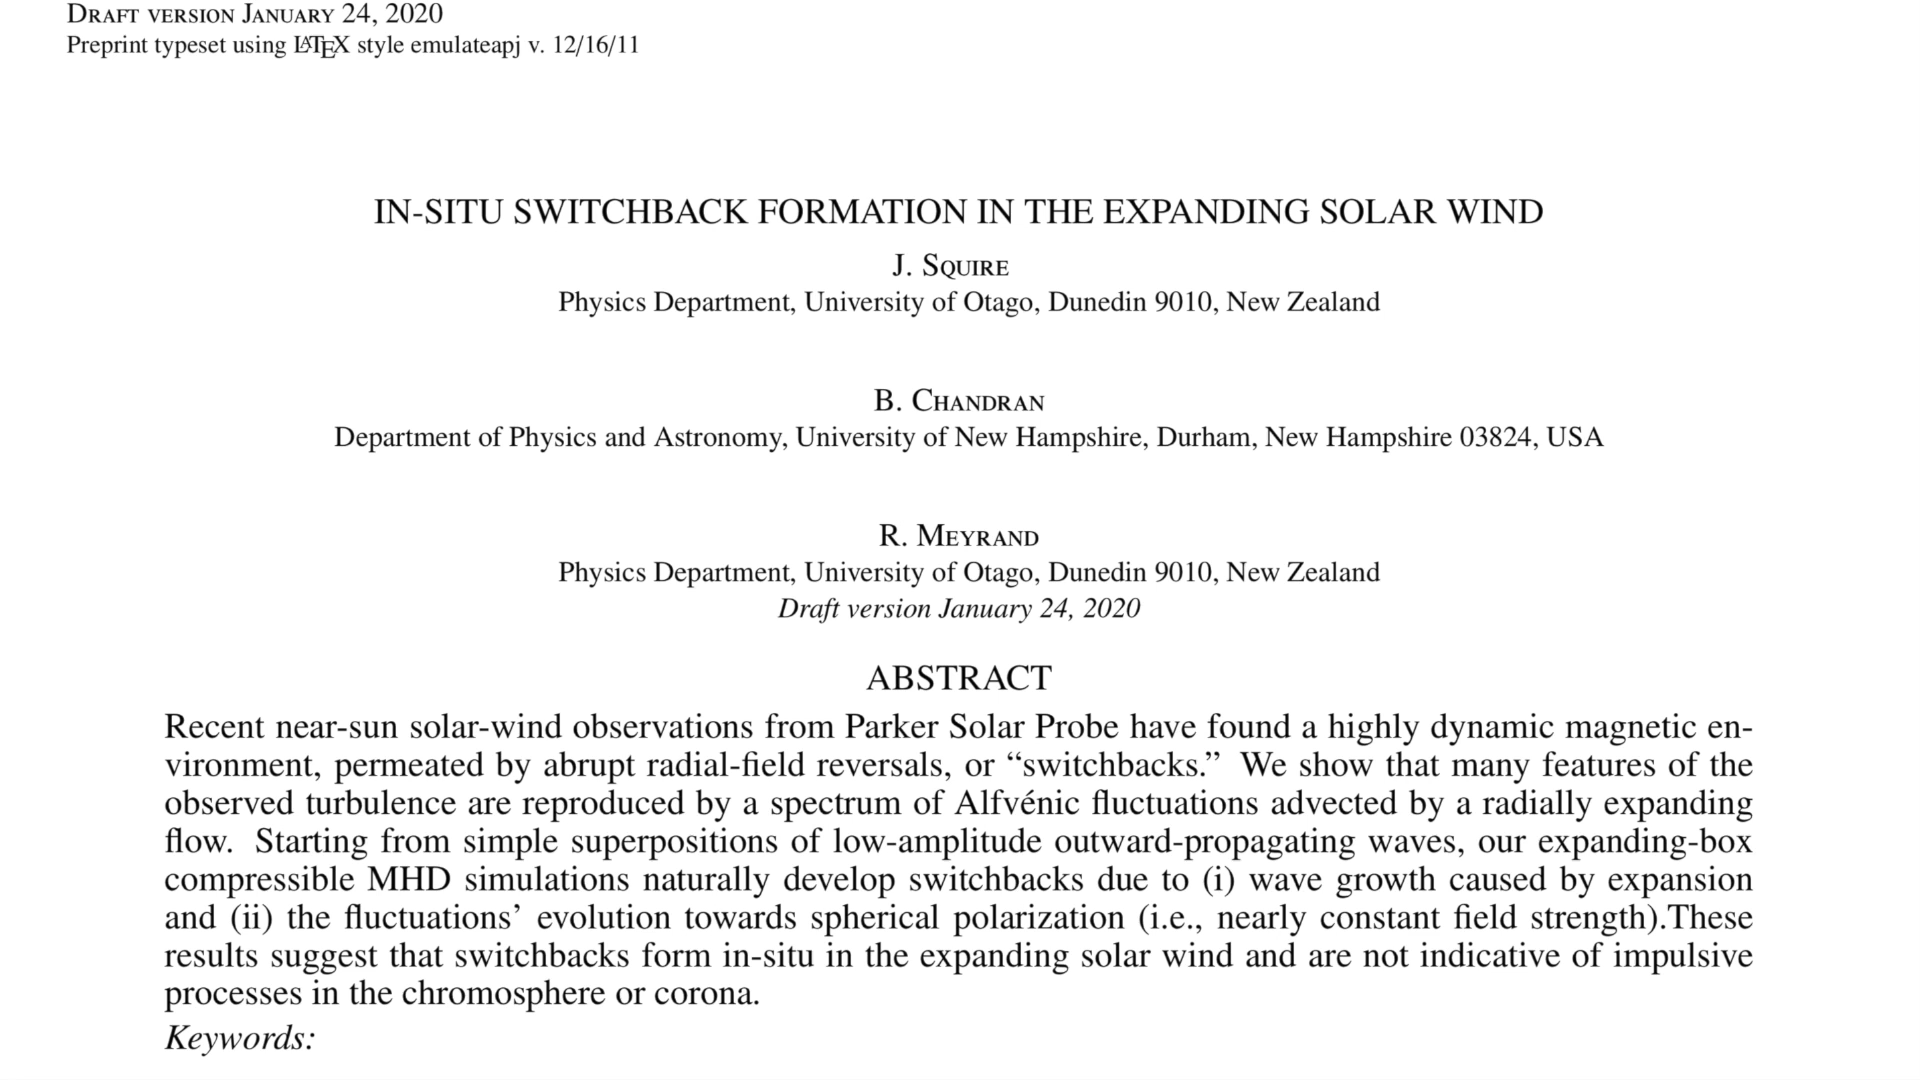 DRAFT VERSION JANUARY 24, 2020
Preprint typeset using LATEX style emulateapj v. 12/16/11
IN-SITU SWITCHBACK FORMATION IN THE EXPANDING SOLAR WIND
J. SQUIRE
Physics Department, University of Otago, Dunedin 9010, New Zealand
B. CHANDRAN
Department of Physics and Astronomy, University of New Hampshire, Durham, New Hampshire 03824, USA
R. MEYRAND
Physics Department, University of Otago, Dunedin 9010, New Zealand
Draft version January 24, 2020
ABSTRACT
Recent near-sun solar-wind observations from Parker Solar Probe have found a highly dynamic magnetic en-
vironment, permeated by abrupt radial-field reversals, or “switchbacks.” We show that many features of the
observed turbulence are reproduced by a spectrum of Alfvénic fluctuations advected by a radially expanding
flow. Starting from simple superpositions of low-amplitude outward-propagating waves, our expanding-box
compressible MHD simulations naturally develop switchbacks due to (i) wave growth caused by expansion
and (ii) the fluctuations’ evolution towards spherical polarization (i.e., nearly constant field strength).These
results suggest that switchbacks form in-situ in the expanding solar wind and are not indicative of impulsive
processes in the chromosphere or corona.
Keywords: